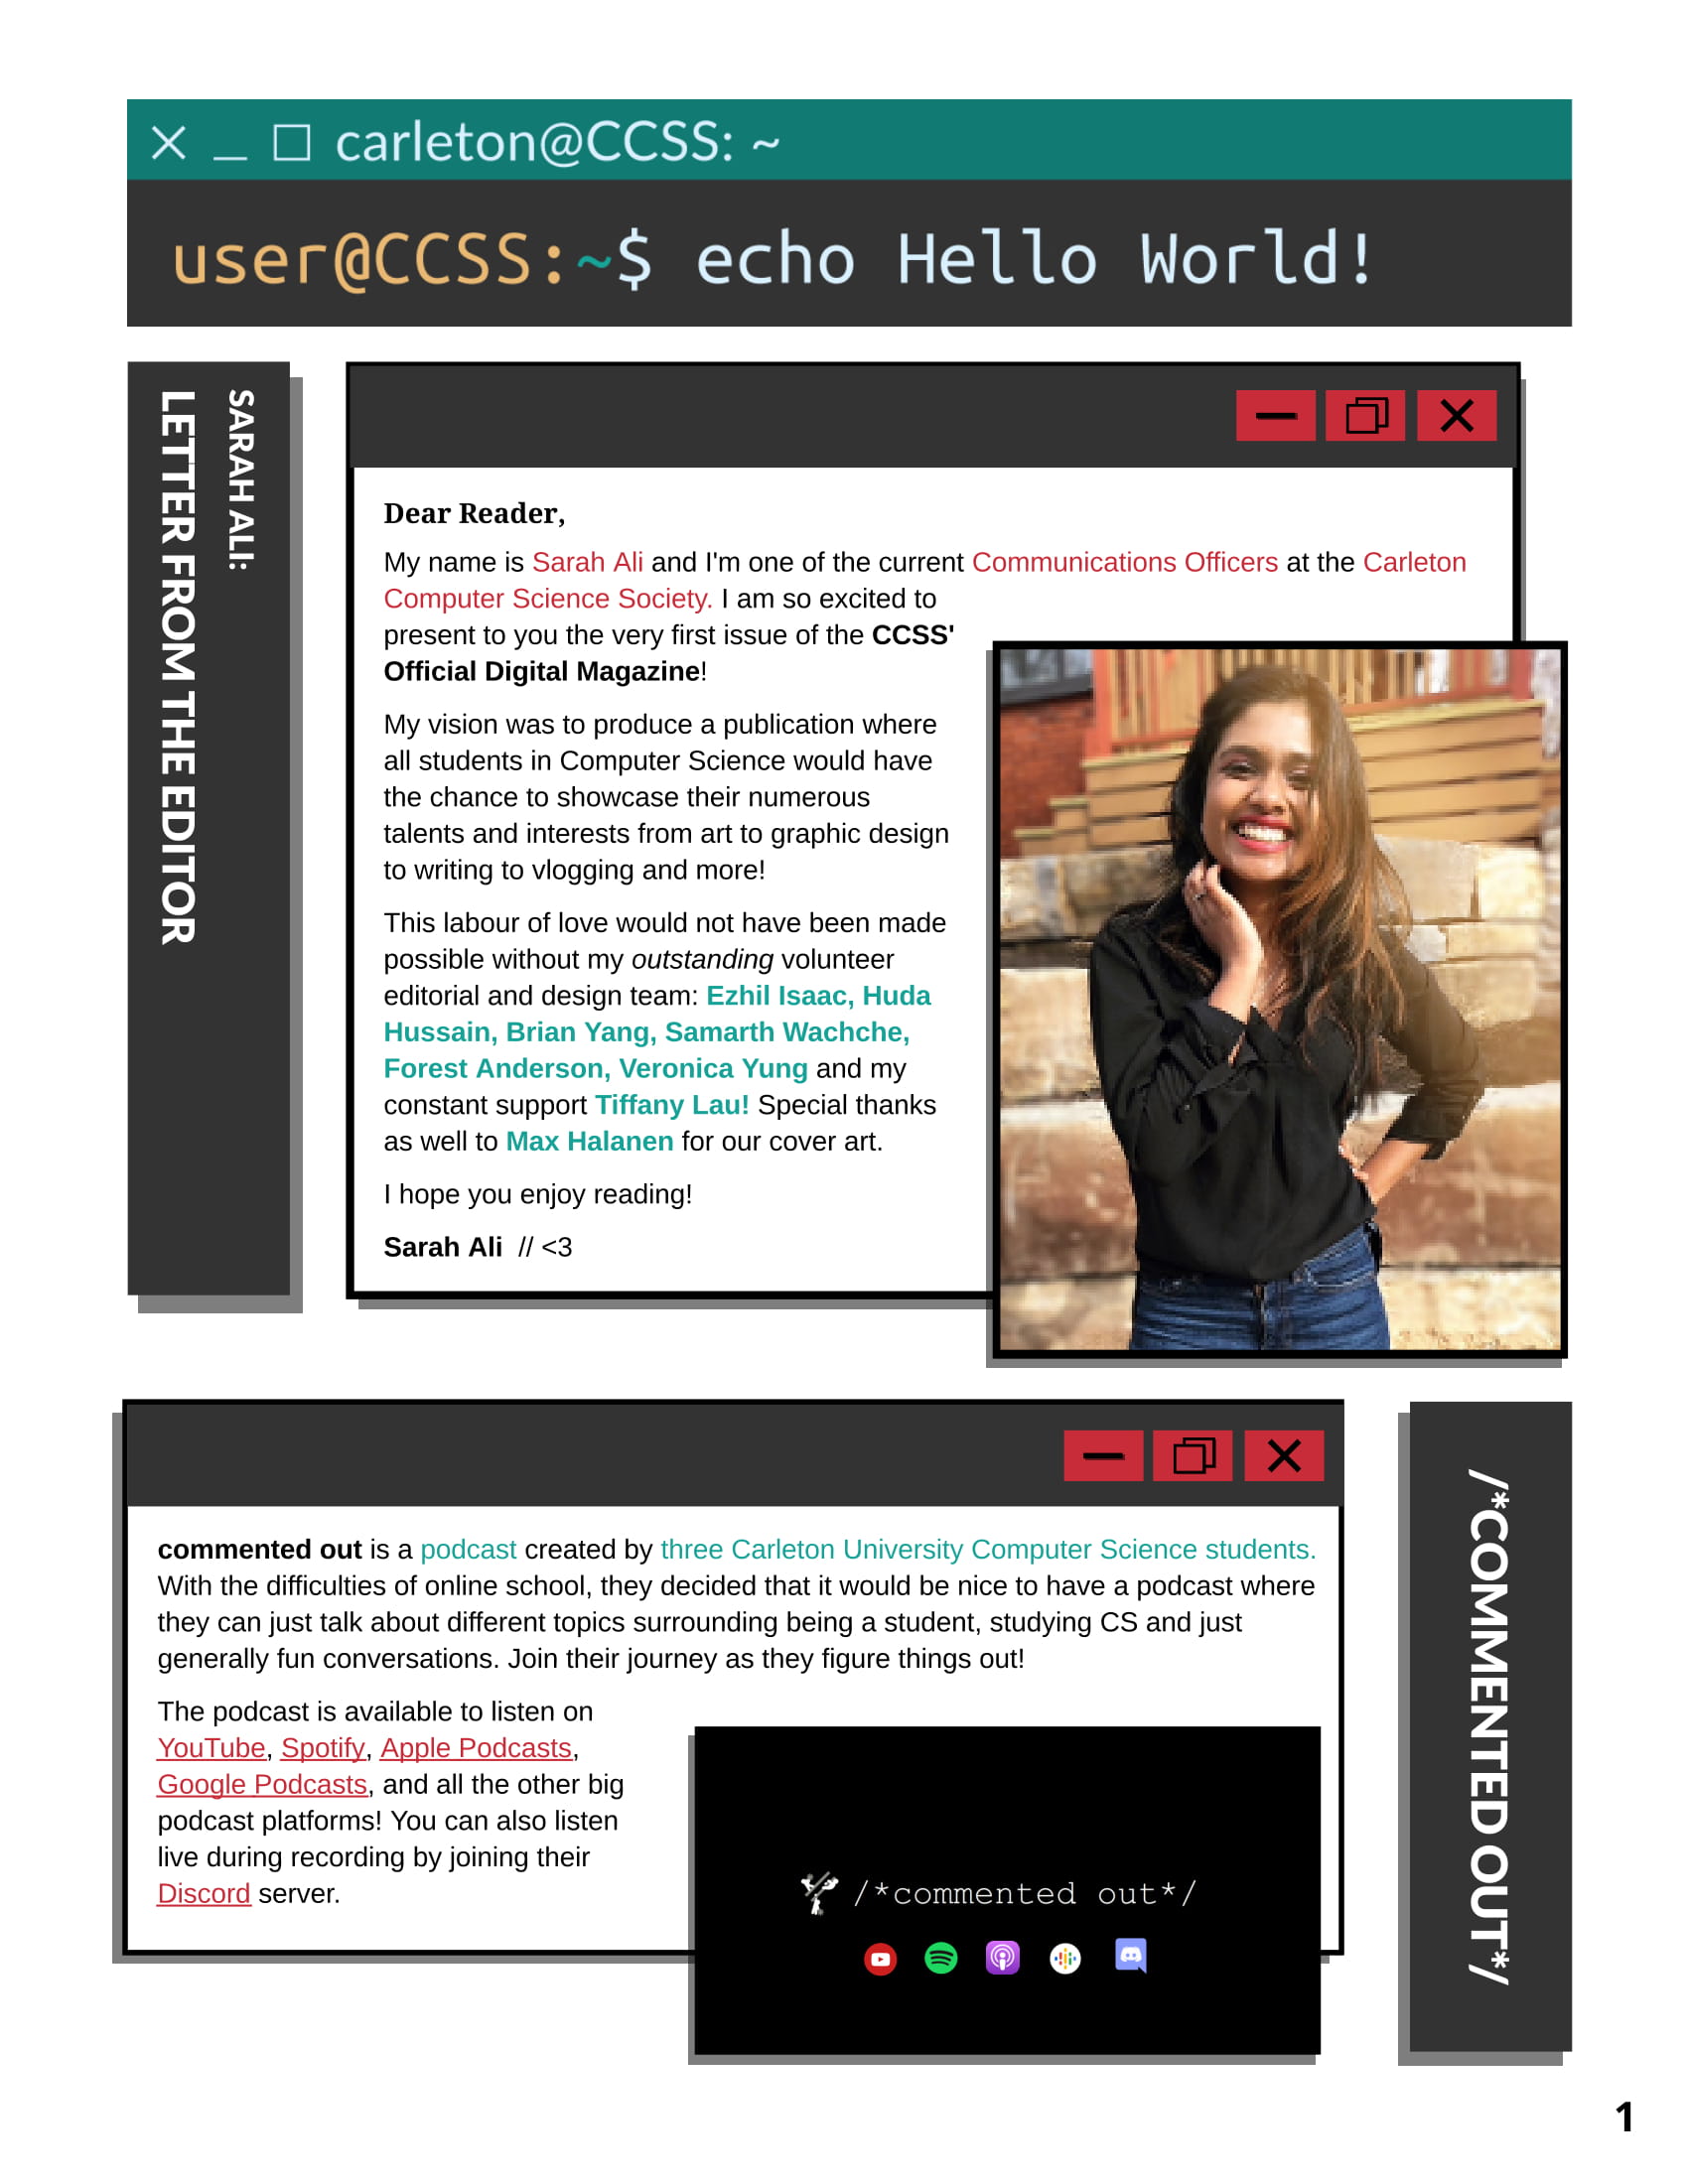 carleton@CCSS: ~
user@CCSS:~$ echo Hello World!
SARAH ALI:
LETTER FROM THE EDITOR
Dear Reader,
My name is Sarah Ali and I'm one of the current Communications Officers at the Carleton
Computer Science Society. I am so excited to
present to you the very first issue of the CCSS'
Official Digital Magazine!
My vision was to produce a publication where
all students in Computer Science would have
the chance to showcase their numerous
talents and interests from art to graphic design
to writing to vlogging and more!
This labour of love would not have been made
possible without my outstanding volunteer
editorial and design team: Ezhil Isaac, Huda
Hussain, Brian Yang, Samarth Wachche,
Forest Anderson, Veronica Yung and my
constant support Tiffany Lau! Special thanks
as well to Max Halanen for our cover art.
I hope you enjoy reading!
Sarah Ali // <3
commented out is a podcast created by three Carleton University Computer Science students.
With the difficulties of online school, they decided that it would be nice to have a podcast where
they can just talk about different topics surrounding being a student, studying CS and just
generally fun conversations. Join their journey as they figure things out!
The podcast is available to listen on
YouTube, Spotify, Apple Podcasts,
Google Podcasts, and all the other big
podcast platforms! You can also listen
live during recording by joining their
Discord server.
/*commented out*/
/*COMMENTED OUT*/
1